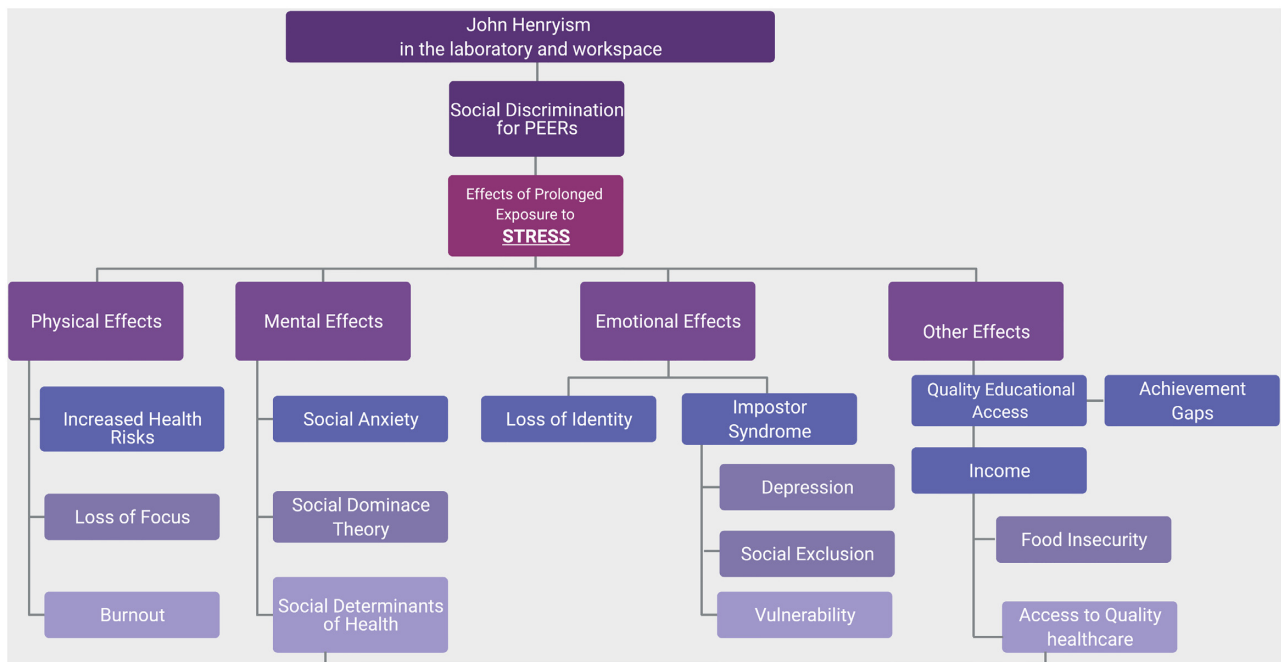 John Henryism
in the laboratory and workspace
Social Discrimination
for PEERs
Effects of Prolonged
Exposure to
STRESS
Physical Effects
Mental Effects
Emotional Effects
Other Effects
Increased Health
Risks
Loss of Focus
Burnout
Social Anxiety
Social Dominace
Theory
Social Determinants
of Health
Loss of Identity
Impostor
Syndrome
Depression
Social Exclusion
Vulnerability
Quality Educational
Access
Achievement
Gaps
Income
Food Insecurity
Access to Quality
healthcare